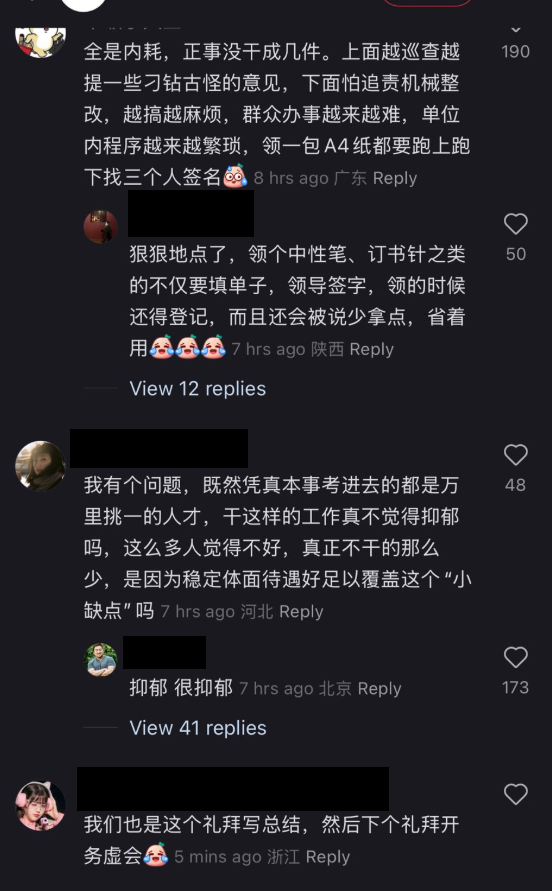 190
全是内耗，正事没干成几件。上面越巡查越
提一些刁钻古怪的意见，下面怕追责机械整
改，越搞越麻烦，群众办事越来越难，单位
内程序越来越繁琐，领一包A4纸都要跑上跑
下找三个人签名 8 hrs ago 广东 Reply
狠狠地点了，领个中性笔、订书针之类
的不仅要填单子，领导签字，领的时候
还得登记，而且还会被说少拿点，省着
用 7 hrs ago 陕西 Reply
50
View 12 replies
我有个问题，既然凭真本事考进去的都是万
里挑一的人才，干这样的工作真不觉得抑郁
吗，这么多人觉得不好，真正不干的那么
少，是因为稳定体面待遇好足以覆盖这个“小
缺点”吗 7 hrs ago 河北 Reply
48
抑郁 很抑郁 7 hrs ago 北京 Reply
173
View 41 replies
我们也是这个礼拜写总结，然后下个礼拜开
务虚会 5 mins ago 浙江 Reply